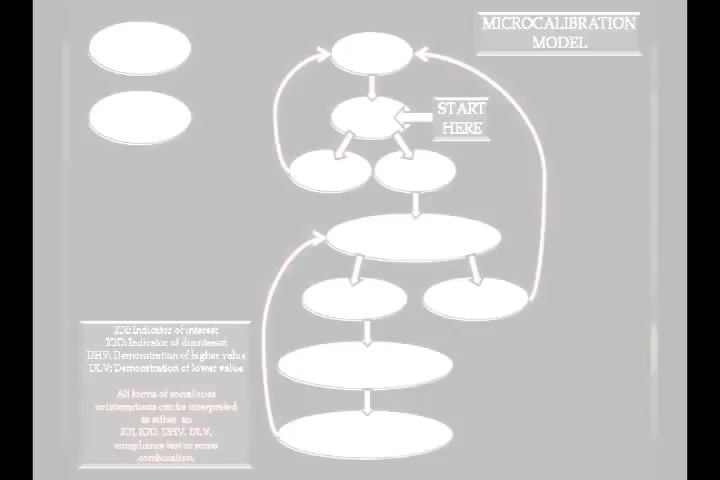 MICROCALIBRATION
MODEL
START
HERE
IOI: Indicator of interest
IOD: Indicator of disinterest
DHV: Demonstration of higher value
DLV: Demonstration of lower value
All forms of social cues
or interactions can be interpreted
as either an
IOI, IOD, DHV, DLV,
compliance test or some
combination.